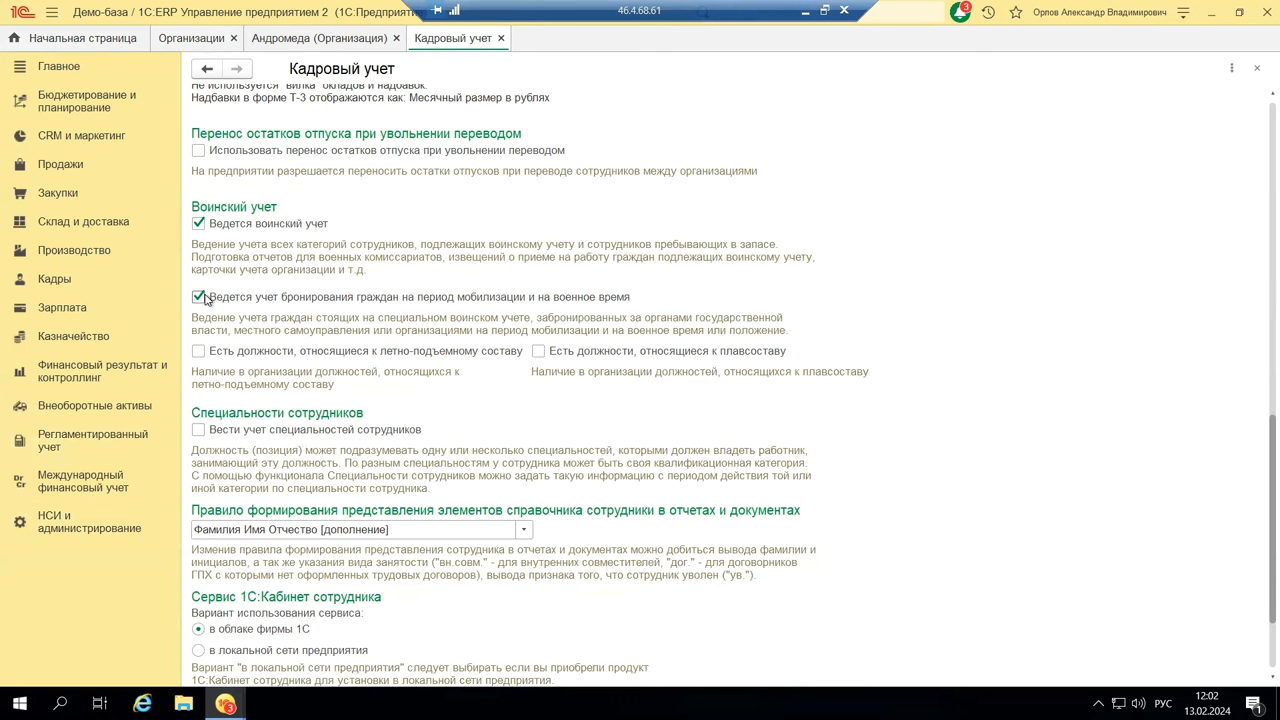 Демо-база / 1С:ERP Управление предприятием 2 (1С:Предприятие
46.4.68.61
3
Орлов Александр Владимирович
Начальная страница
Организации
Андромеда (Организация)
Кадровый учет
Главное
Бюджетирование и
планирование
CRM и маркетинг
Продажи
Закупки
Склад и доставка
Производство
Кадры
Зарплата
Казначейство
Финансовый результат и
контроллинг
Внеоборотные активы
Регламентированный
учет
Dr
Cr
Международный
финансовый учет
НСИ и
администрирование
Кадровый учет
Не используется "вилка" окладов и надбавок.
Надбавки в форме Т-3 отображаются как: Месячный размер в рублях
Перенос остатков отпуска при увольнении переводом
Использовать перенос остатков отпуска при увольнении переводом
На предприятии разрешается переносить остатки отпусков при переводе сотрудников между организациями
Воинский учет
Ведется воинский учет
Ведение учета всех категорий сотрудников, подлежащих воинскому учету и сотрудников пребывающих в запасе.
Подготовка отчетов для военных комиссариатов, извещений о приеме на работу граждан подлежащих воинскому учету,
карточки учета организации и т.д.
Ведется учет бронирования граждан на период мобилизации и на военное время
Ведение учета граждан стоящих на специальном воинском учете, забронированных за органами государственной
власти, местного самоуправления или организациями на период мобилизации и на военное время или положение.
Есть должности, относящиеся к летно-подъемному составу
Есть должности, относящиеся к плавсоставу
Наличие в организации должностей, относящихся к
летно-подъемному составу
Наличие в организации должностей, относящихся к плавсоставу
Специальности сотрудников
Вести учет специальностей сотрудников
Должность (позиция) может подразумевать одну или несколько специальностей, которыми должен владеть работник,
занимающий эту должность. По разным специальностям у сотрудника может быть своя квалификационная категория.
С помощью функционала Специальности сотрудников можно задать такую информацию с периодом действия той или
иной категории по специальности сотрудника.
Правило формирования представления элементов справочника сотрудники в отчетах и документах
Фамилия Имя Отчество [дополнение]
Изменив правила формирования представления сотрудника в отчетах и документах можно добиться вывода фамилии и
инициалов, а так же указания вида занятости ("вн.совм." - для внутренних совместителей, "дог." - для договорников
ГПХ с которыми нет оформленных трудовых договоров), вывода признака того, что сотрудник уволен ("ув.").
Сервис 1С:Кабинет сотрудника
Вариант использования сервиса:
в облаке фирмы 1С
в локальной сети предприятия
Вариант "в локальной сети предприятия" следует выбирать если вы приобрели продукт
1С:Кабинет сотрудника для установки в локальной сети предприятия.
3
РУС
12:02
13.02.2024
1